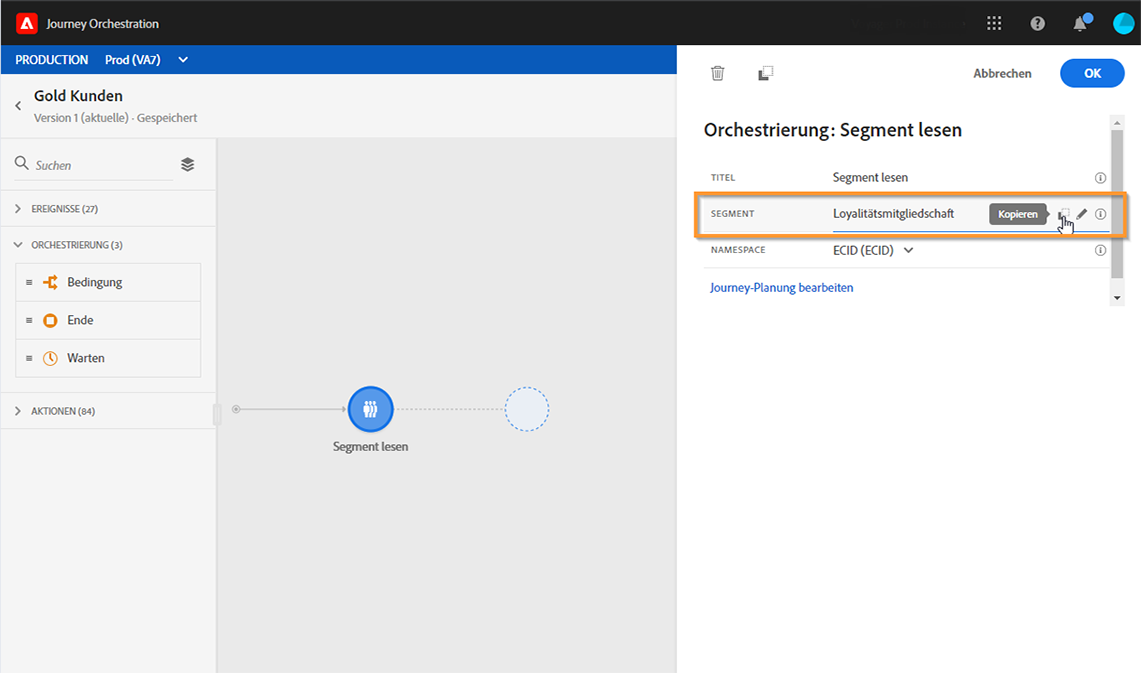 Journey Orchestration
PRODUCTION Prod (VA7)
Gold Kunden
Version 1 (aktuelle) · Gespeichert
Suchen
EREIGNISSE (27)
ORCHESTRIERUNG (3)
Bedingung
Ende
Warten
AKTIONEN (84)
Segment lesen
Abbrechen OK
Orchestrierung: Segment lesen
TITEL Segment lesen
SEGMENT Loyalitätsmitgliedschaft Kopieren
NAMESPACE ECID (ECID)
Journey-Planung bearbeiten